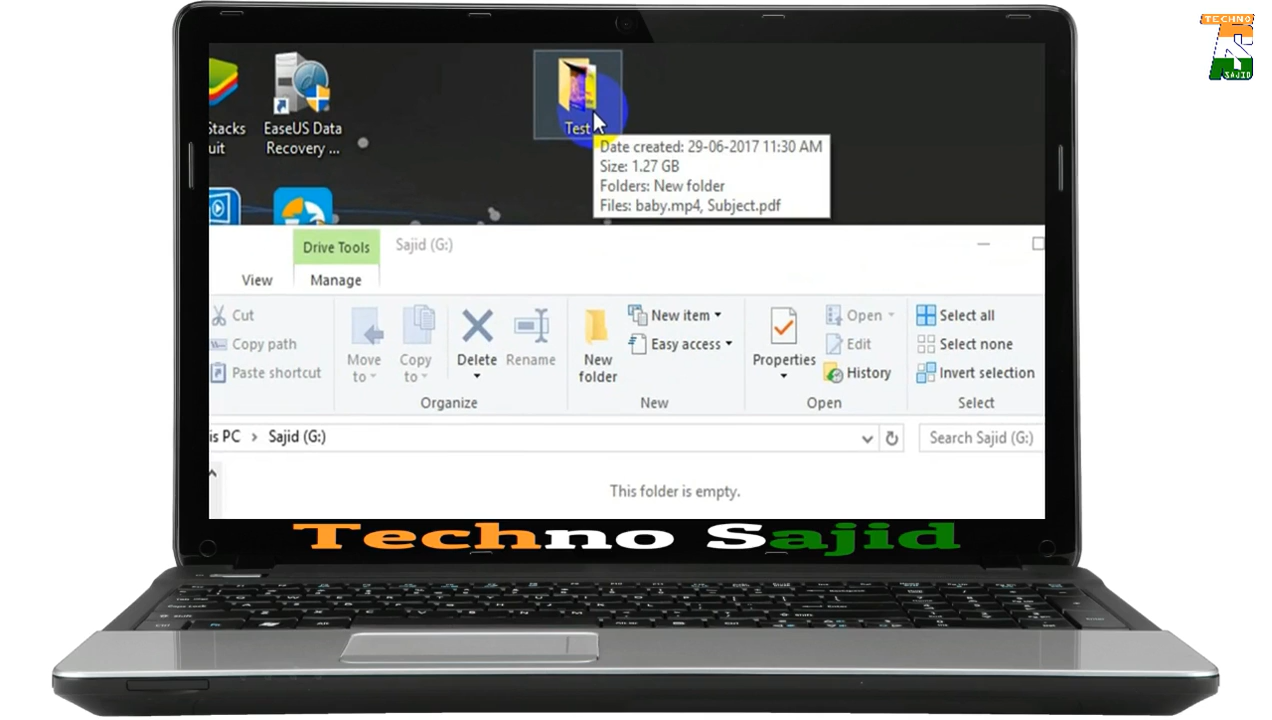 TECHNO
SAJID
Stacks
uit
EaseUS Data
Recovery ...
Test
Date created: 29-06-2017 11:30 AM
Size: 1.27 GB
Folders: New folder
Files: baby.mp4, Subject.pdf
Drive Tools
Sajid (G:)
View
Manage
Cut
Copy path
Paste shortcut
Move
to
Copy
to
Delete
Rename
Organize
New
folder
New item
Easy access
New
Properties
Open
Edit
History
Open
Select all
Select none
Invert selection
Select
is PC > Sajid (G:)
Search Sajid (G:)
This folder is empty.
Techno Sajid